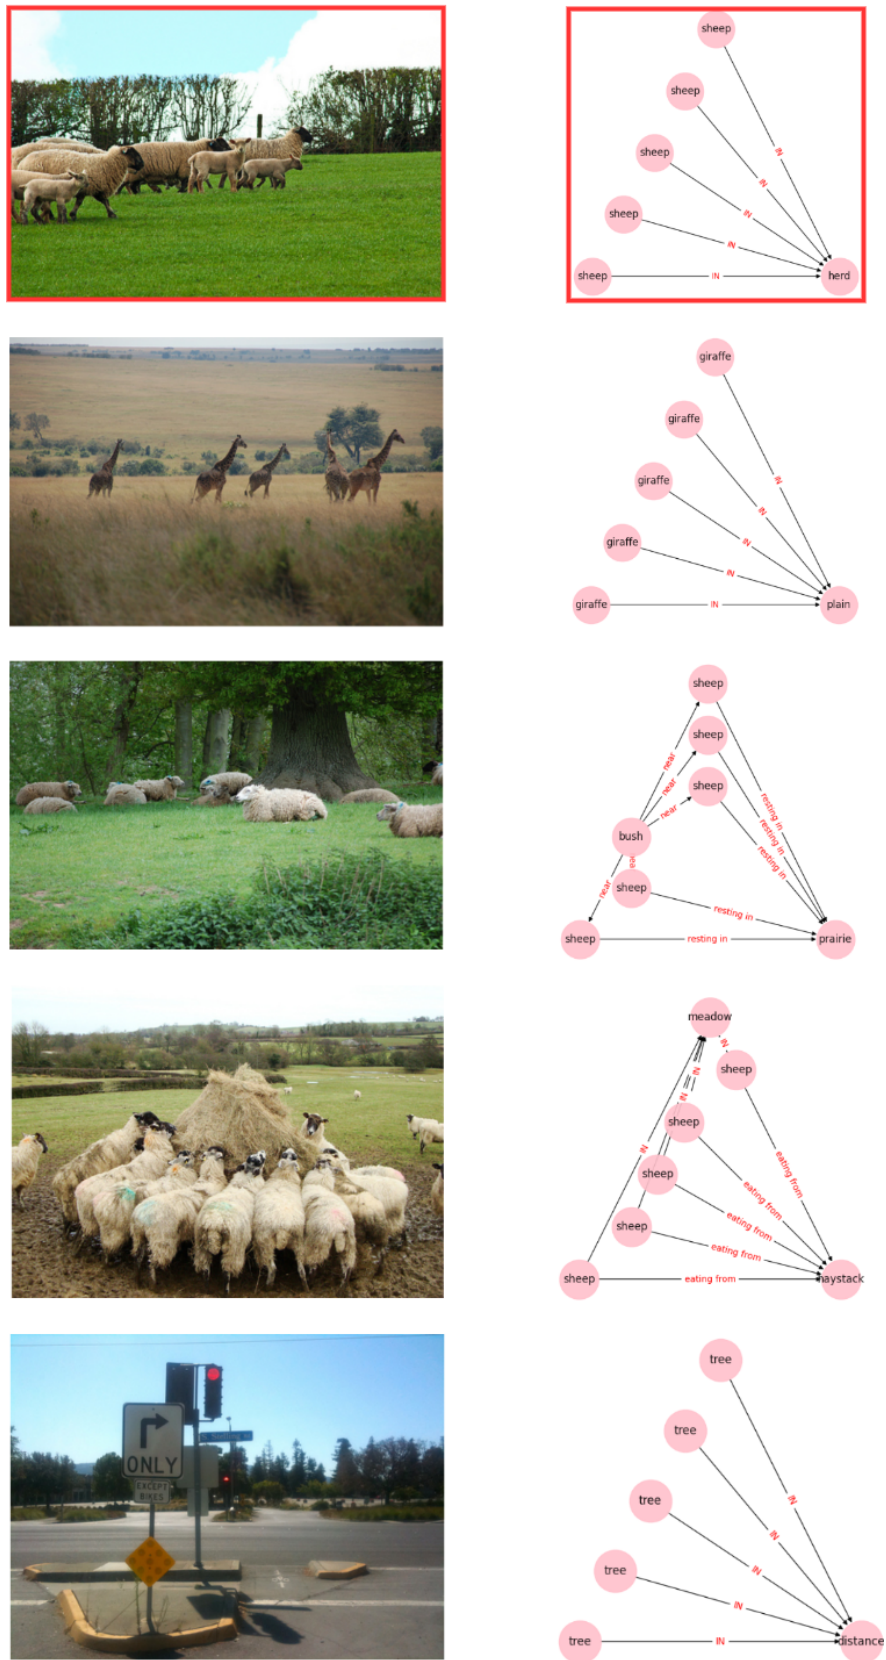 sheep
sheep
IN
sheep
IN
sheep
IN
IN
sheep
IN
herd
giraffe
giraffe
IN
giraffe
IN
giraffe
IN
IN
giraffe
IN
plain
sheep
sheep
near
near
sheep
near
resting in
resting in
resting in
bush
near
sheep
resting in
sheep
resting in
prairie
meadow
IN
sheep
IN
IN
sheep
IN
eating from
sheep
eating from
eating from
sheep
eating from
sheep
eating from
haystack
tree
tree
IN
tree
IN
tree
IN
IN
tree
IN
distance
ONLY
EXCEPT
BIKES